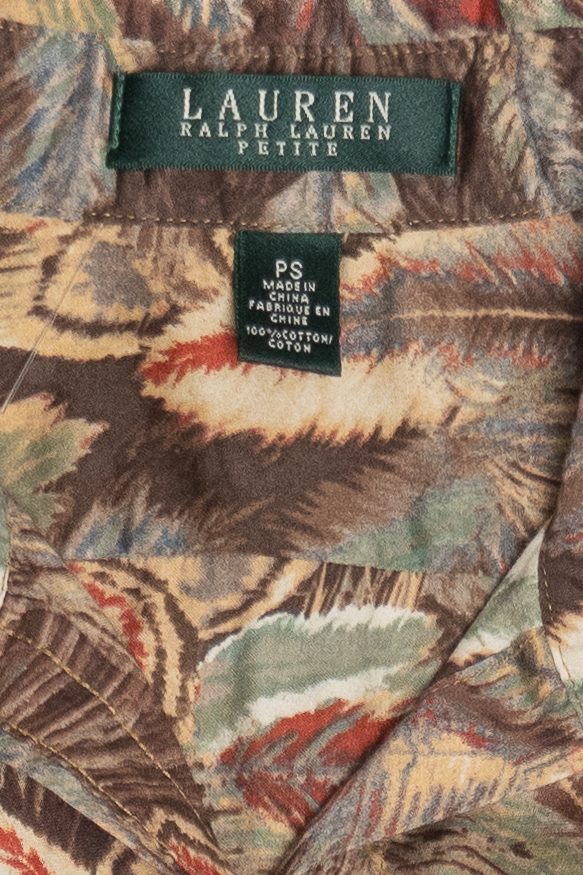 LAUREN
RALPH LAUREN
PETITE
PS
MADE IN
CHINA
FABRIQUE EN
CHINE
100% COTTON/
COTON